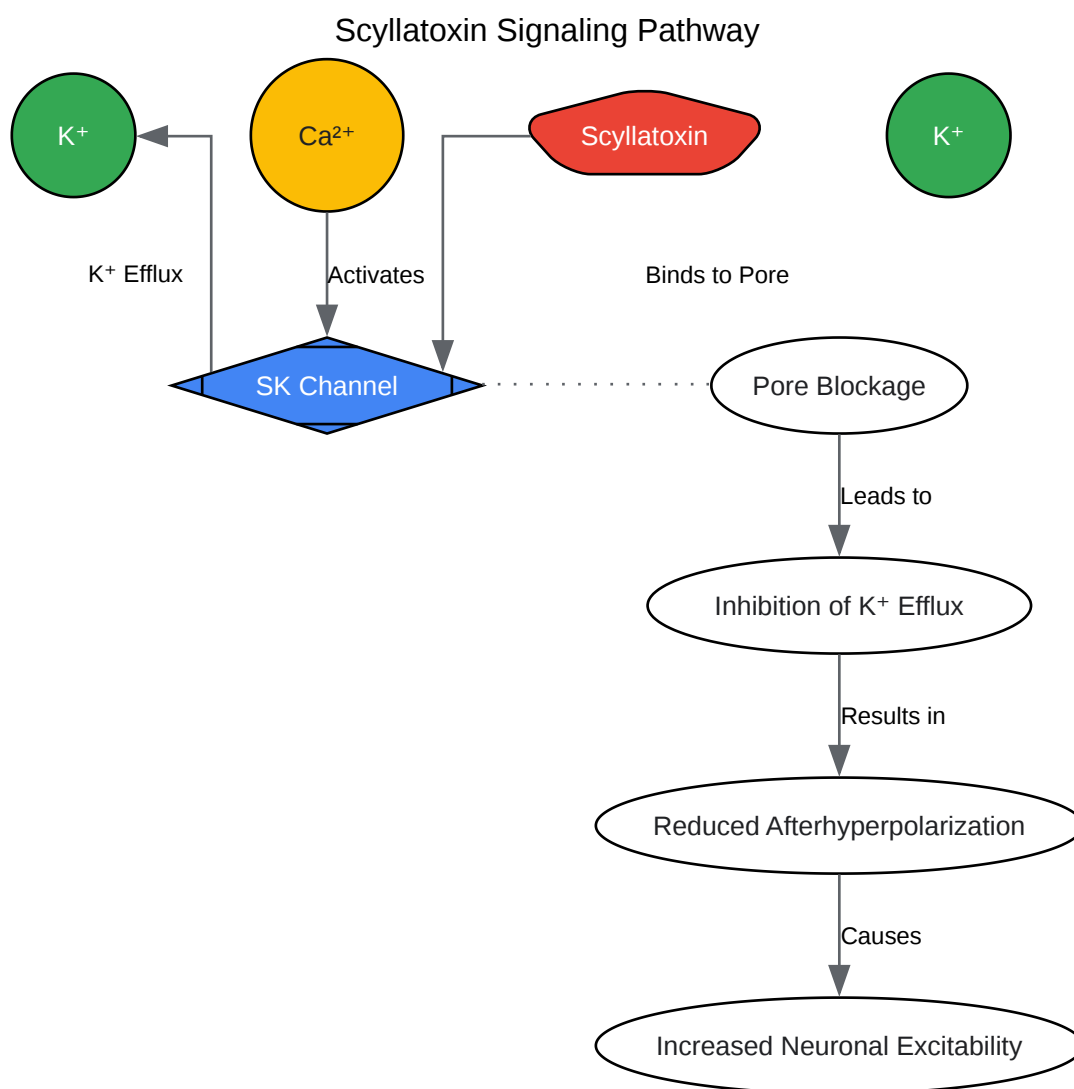 Scyllatoxin Signaling Pathway
K⁺
Ca²⁺
Scyllatoxin
K⁺
K⁺ Efflux
Activates
Binds to Pore
SK Channel
Pore Blockage
Leads to
Inhibition of K⁺ Efflux
Results in
Reduced Afterhyperpolarization
Causes
Increased Neuronal Excitability